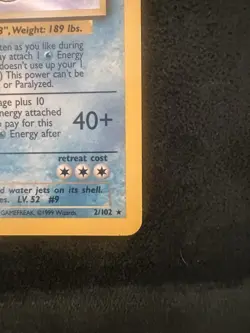 8", Weight: 189 lbs.
ten as you like during
attach 1 Energy
doesn't use up your 1
) This power can't be
or Paralyzed.
age plus 10
nergy attached
pay for this
Energy after
40+
retreat cost
d water jets on its shell.
es. LV. 52 #9
GAMEFREAK. ©1999 Wizards. 2/102 ★